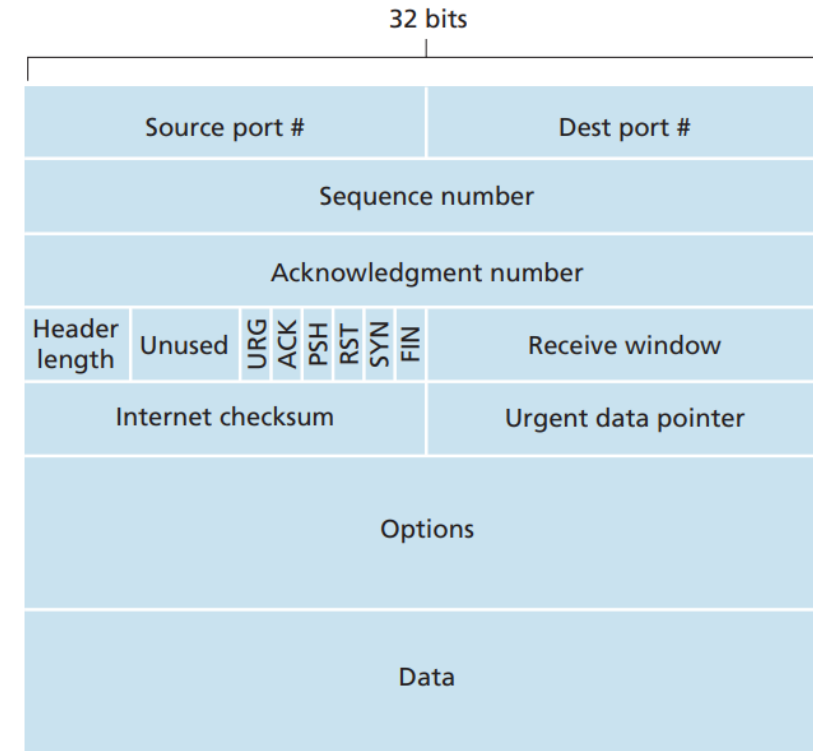 32 bits
Source port #
Dest port #
Sequence number
Acknowledgment number
Header
length
Unused
URG
ACK
PSH
RST
SYN
FIN
Receive window
Internet checksum
Urgent data pointer
Options
Data